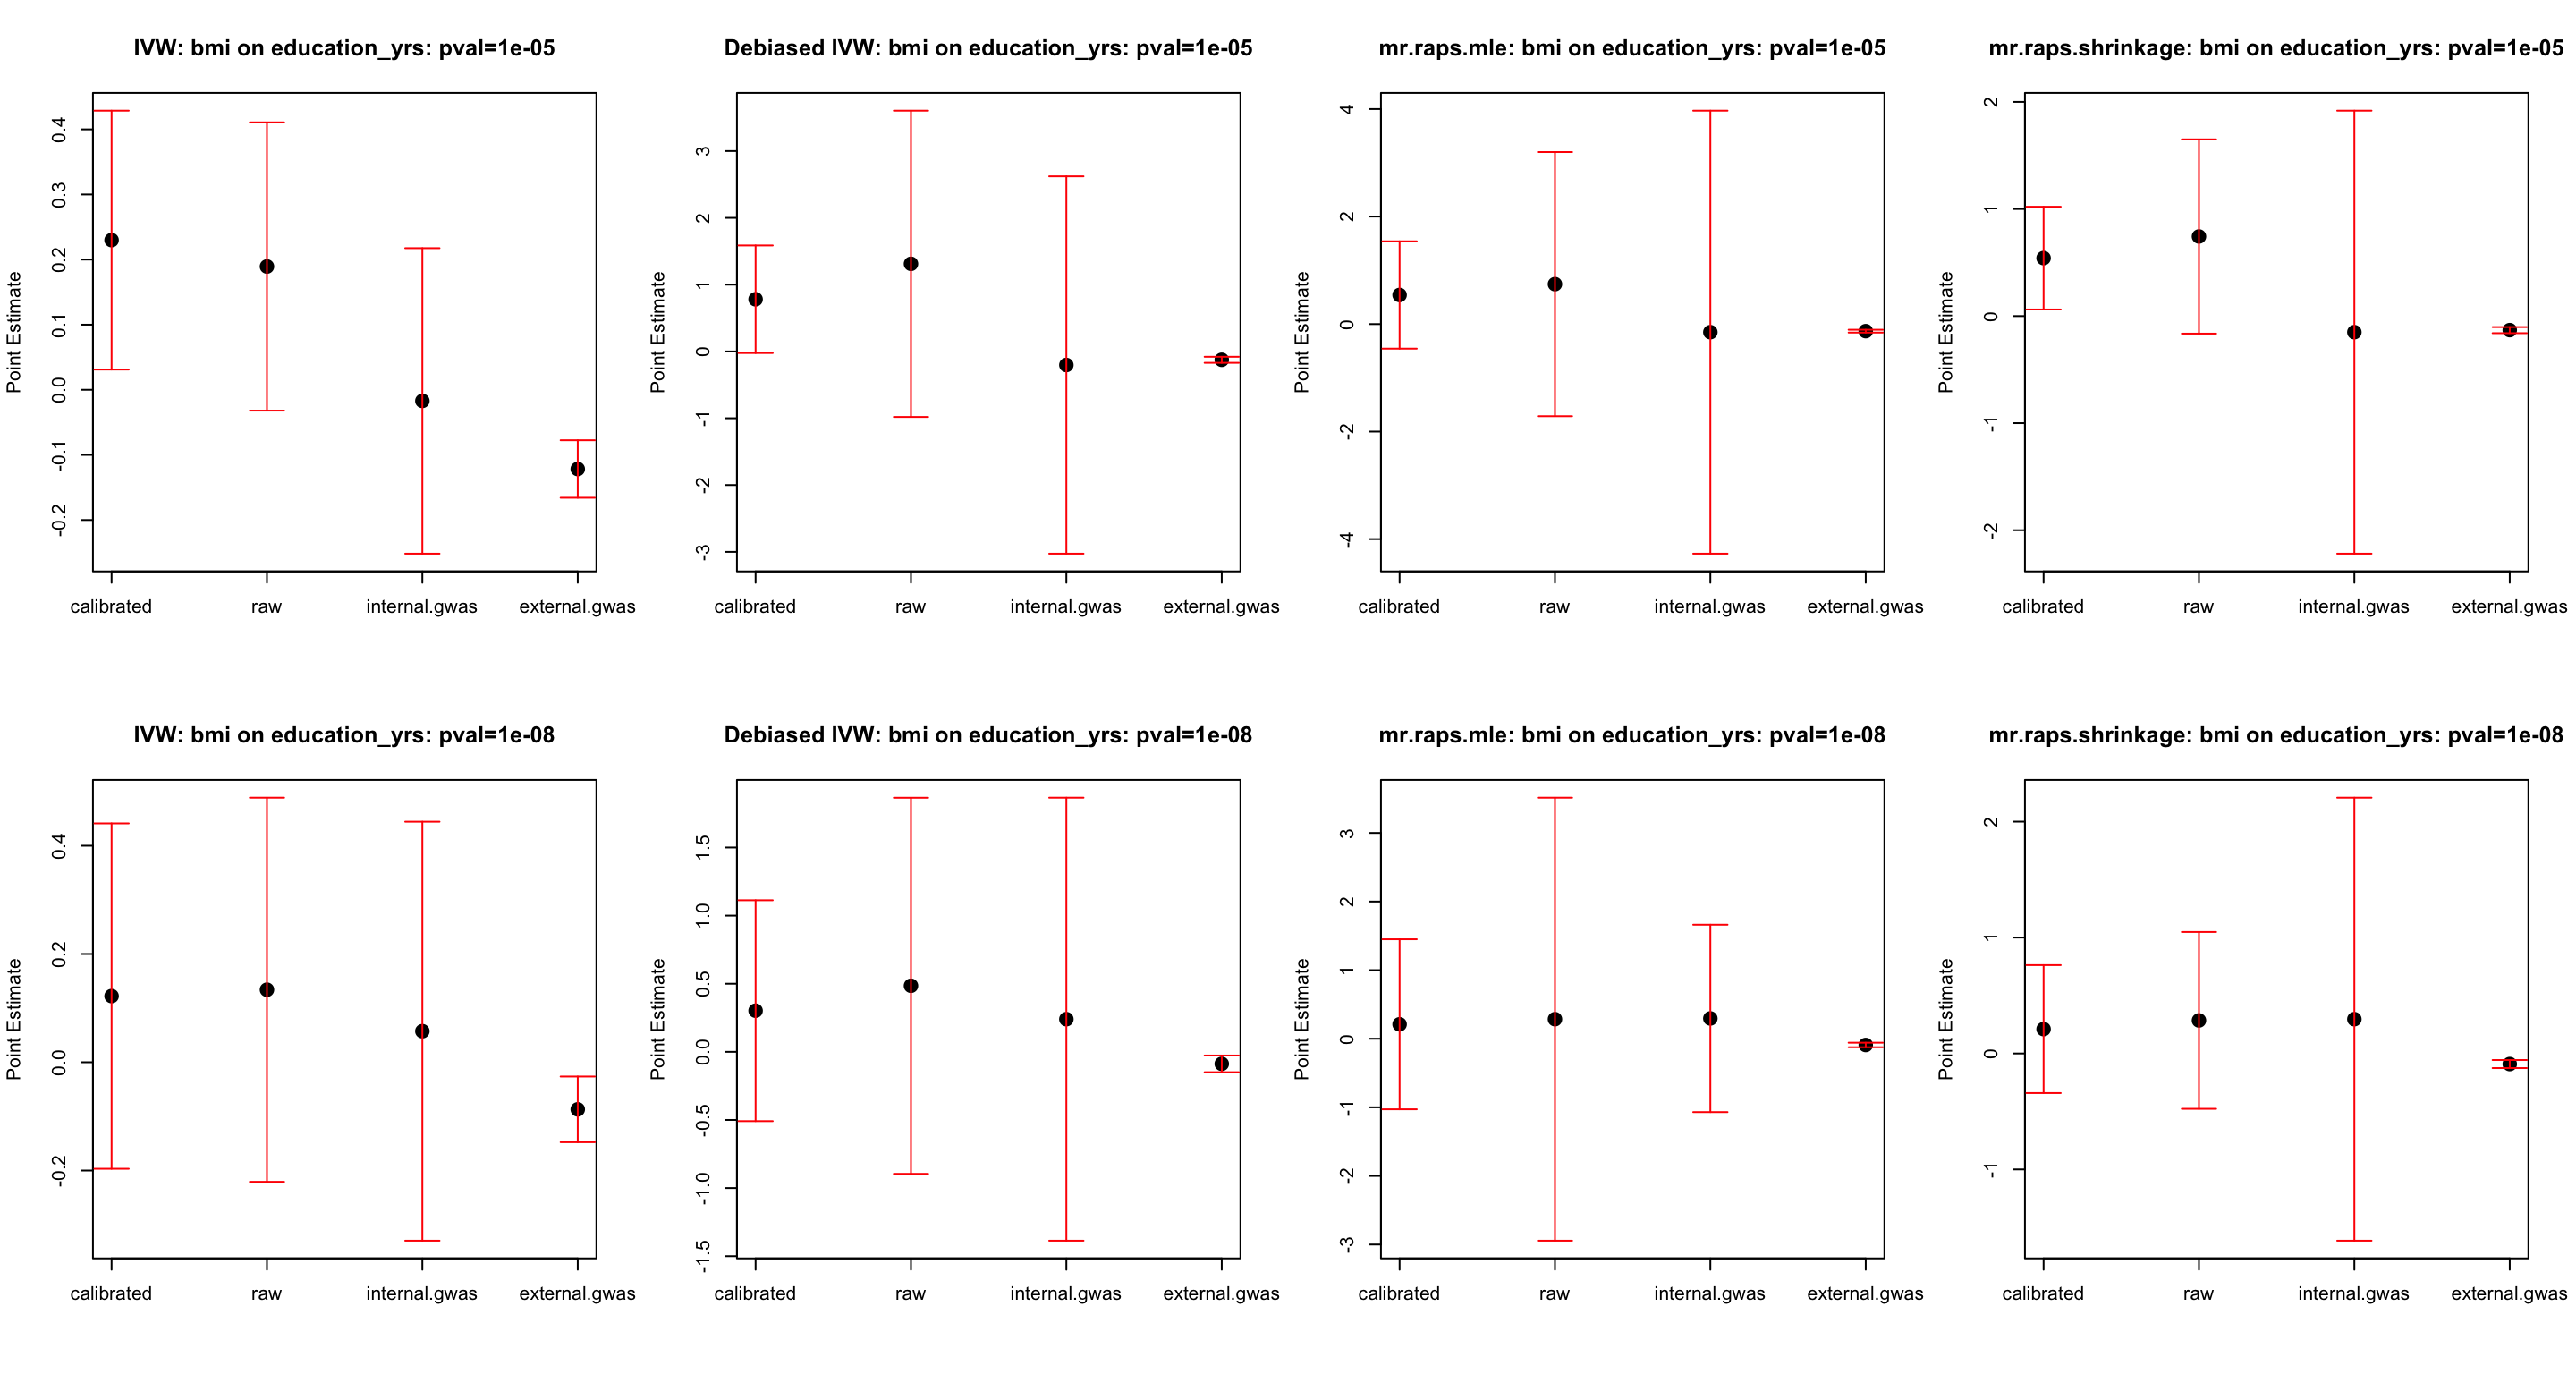 IVW: bmi on education_yrs: pval=1e-05
Point Estimate
0.4
0.3
0.2
0.1
0.0
-0.1
-0.2
calibrated raw internal.gwas external.gwas
Debiased IVW: bmi on education_yrs: pval=1e-05
Point Estimate
3
2
1
0
-1
-2
-3
calibrated raw internal.gwas external.gwas
mr.raps.mle: bmi on education_yrs: pval=1e-05
Point Estimate
4
2
0
-2
-4
calibrated raw internal.gwas external.gwas
mr.raps.shrinkage: bmi on education_yrs: pval=1e-05
Point Estimate
2
1
0
-1
-2
calibrated raw internal.gwas external.gwas
IVW: bmi on education_yrs: pval=1e-08
Point Estimate
0.4
0.2
0.0
-0.2
calibrated raw internal.gwas external.gwas
Debiased IVW: bmi on education_yrs: pval=1e-08
Point Estimate
1.5
1.0
0.5
0.0
-0.5
-1.0
-1.5
calibrated raw internal.gwas external.gwas
mr.raps.mle: bmi on education_yrs: pval=1e-08
Point Estimate
3
2
1
0
-1
-2
-3
calibrated raw internal.gwas external.gwas
mr.raps.shrinkage: bmi on education_yrs: pval=1e-08
Point Estimate
2
1
0
-1
calibrated raw internal.gwas external.gwas